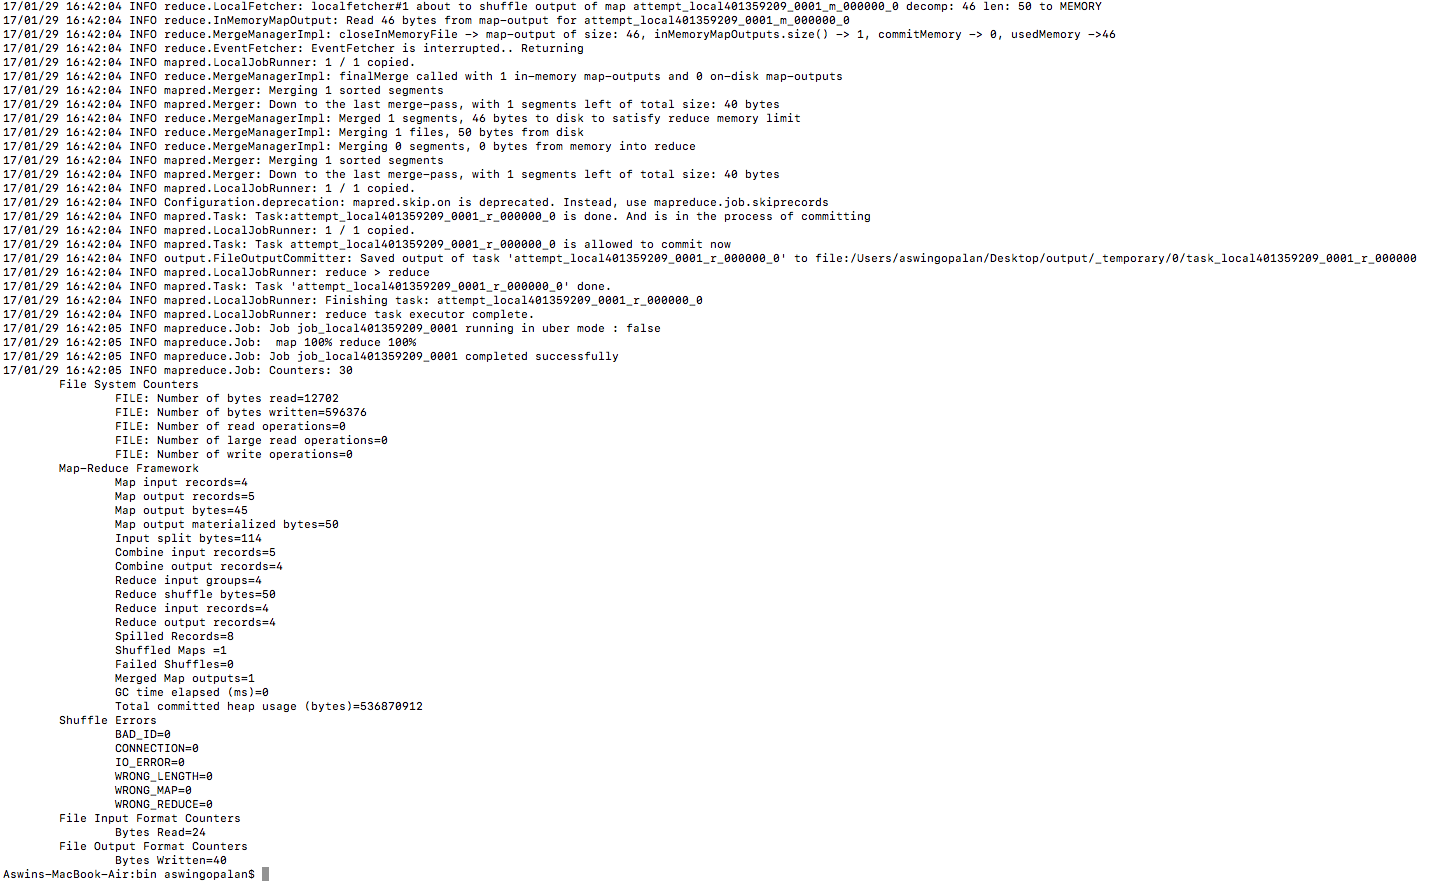 17/01/29 16:42:04 INFO reduce.LocalFetcher: localfetcher#1 about to shuffle output of map attempt_local401359209_0001_m_000000_0 decomp: 46 len: 50 to MEMORY
17/01/29 16:42:04 INFO reduce.InMemoryMapOutput: Read 46 bytes from map-output for attempt_local401359209_0001_m_000000_0
17/01/29 16:42:04 INFO reduce.MergeManagerImpl: closeInMemoryFile -> map-output of size: 46, inMemoryMapOutputs.size() -> 1, commitMemory -> 0, usedMemory ->46
17/01/29 16:42:04 INFO reduce.EventFetcher: EventFetcher is interrupted.. Returning
17/01/29 16:42:04 INFO mapred.LocalJobRunner: 1 / 1 copied.
17/01/29 16:42:04 INFO reduce.MergeManagerImpl: finalMerge called with 1 in-memory map-outputs and 0 on-disk map-outputs
17/01/29 16:42:04 INFO mapred.Merger: Merging 1 sorted segments
17/01/29 16:42:04 INFO mapred.Merger: Down to the last merge-pass, with 1 segments left of total size: 40 bytes
17/01/29 16:42:04 INFO reduce.MergeManagerImpl: Merged 1 segments, 46 bytes to disk to satisfy reduce memory limit
17/01/29 16:42:04 INFO reduce.MergeManagerImpl: Merging 1 files, 50 bytes from disk
17/01/29 16:42:04 INFO reduce.MergeManagerImpl: Merging 0 segments, 0 bytes from memory into reduce
17/01/29 16:42:04 INFO mapred.Merger: Merging 1 sorted segments
17/01/29 16:42:04 INFO mapred.Merger: Down to the last merge-pass, with 1 segments left of total size: 40 bytes
17/01/29 16:42:04 INFO mapred.LocalJobRunner: 1 / 1 copied.
17/01/29 16:42:04 INFO Configuration.deprecation: mapred.skip.on is deprecated. Instead, use mapreduce.job.skiprecords
17/01/29 16:42:04 INFO mapred.Task: Task:attempt_local401359209_0001_r_000000_0 is done. And is in the process of committing
17/01/29 16:42:04 INFO mapred.LocalJobRunner: 1 / 1 copied.
17/01/29 16:42:04 INFO mapred.Task: Task attempt_local401359209_0001_r_000000_0 is allowed to commit now
17/01/29 16:42:04 INFO output.FileOutputCommitter: Saved output of task 'attempt_local401359209_0001_r_000000_0' to file:/Users/aswingopalan/Desktop/output/_temporary/0/task_local401359209_0001_r_000000
17/01/29 16:42:04 INFO mapred.LocalJobRunner: reduce > reduce
17/01/29 16:42:04 INFO mapred.Task: Task 'attempt_local401359209_0001_r_000000_0' done.
17/01/29 16:42:04 INFO mapred.LocalJobRunner: Finishing task: attempt_local401359209_0001_r_000000_0
17/01/29 16:42:04 INFO mapred.LocalJobRunner: reduce task executor complete.
17/01/29 16:42:05 INFO mapreduce.Job: Job job_local401359209_0001 running in uber mode : false
17/01/29 16:42:05 INFO mapreduce.Job:  map 100% reduce 100%
17/01/29 16:42:05 INFO mapreduce.Job: Job job_local401359209_0001 completed successfully
17/01/29 16:42:05 INFO mapreduce.Job: Counters: 30
File System Counters
FILE: Number of bytes read=12702
FILE: Number of bytes written=596376
FILE: Number of read operations=0
FILE: Number of large read operations=0
FILE: Number of write operations=0
Map-Reduce Framework
Map input records=4
Map output records=5
Map output bytes=45
Map output materialized bytes=50
Input split bytes=114
Combine input records=5
Combine output records=4
Reduce input groups=4
Reduce shuffle bytes=50
Reduce input records=4
Reduce output records=4
Spilled Records=8
Shuffled Maps =1
Failed Shuffles=0
Merged Map outputs=1
GC time elapsed (ms)=0
Total committed heap usage (bytes)=536870912
Shuffle Errors
BAD_ID=0
CONNECTION=0
IO_ERROR=0
WRONG_LENGTH=0
WRONG_MAP=0
WRONG_REDUCE=0
File Input Format Counters
Bytes Read=24
File Output Format Counters
Bytes Written=40
Aswins-MacBook-Air:bin aswingopalan$